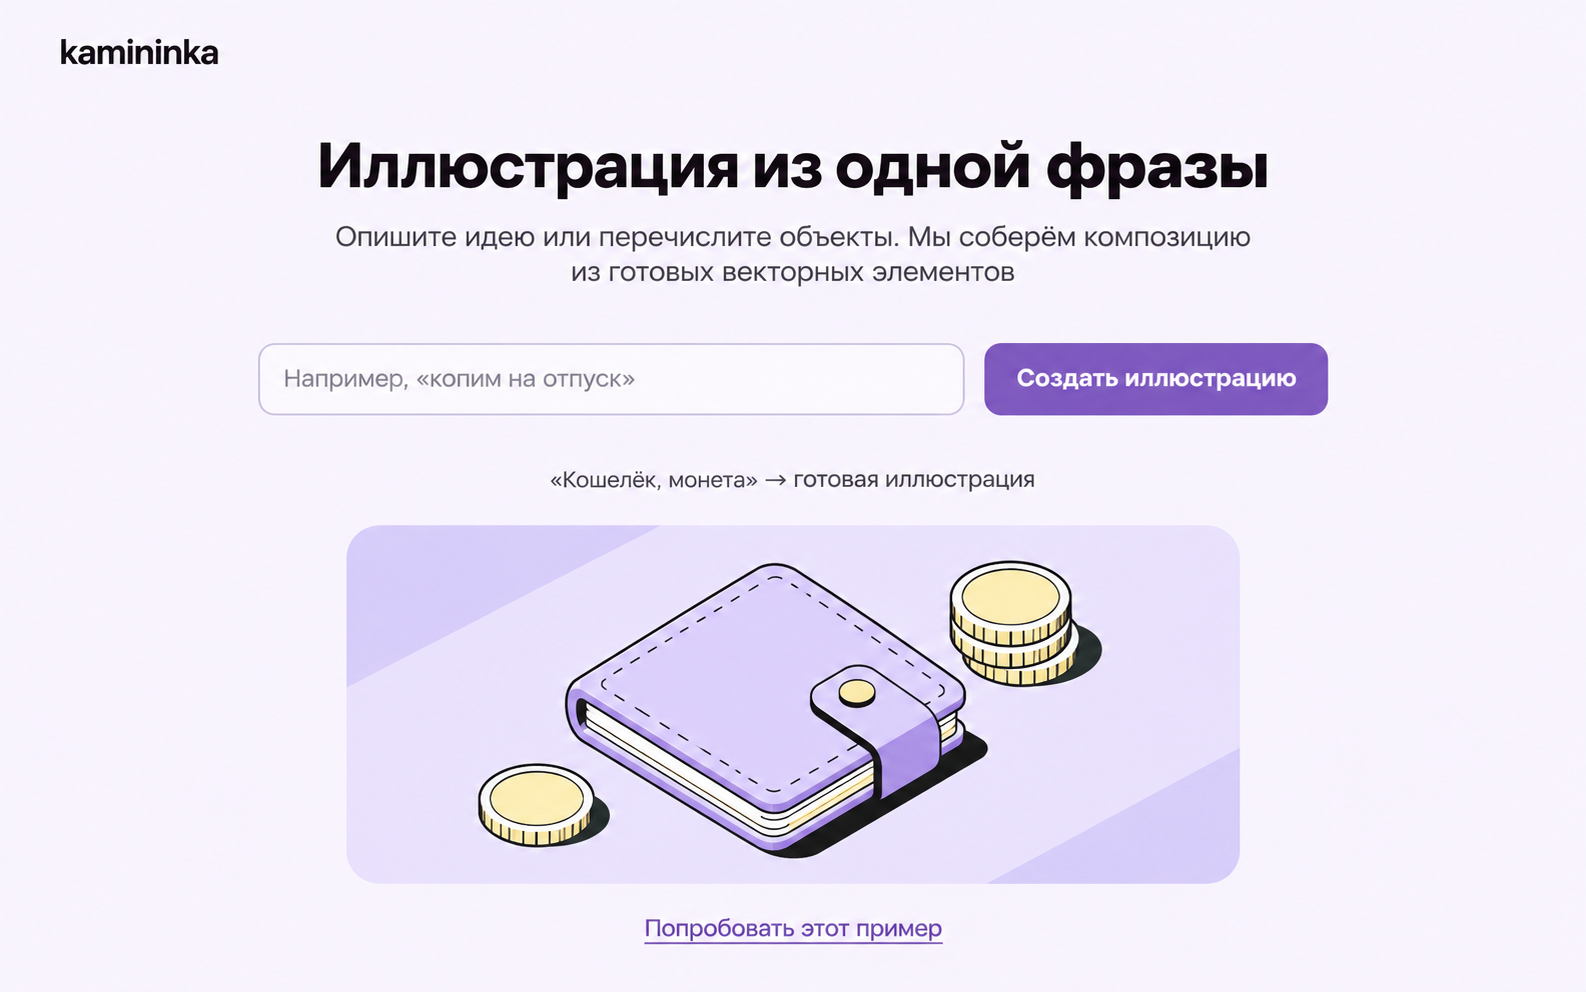 kamininka
Иллюстрация из одной фразы
Опишите идею или перечислите объекты. Мы соберём композицию
из готовых векторных элементов
Например, «копим на отпуск»
Создать иллюстрацию
«Кошелёк, монета» → готовая иллюстрация
Попробовать этот пример